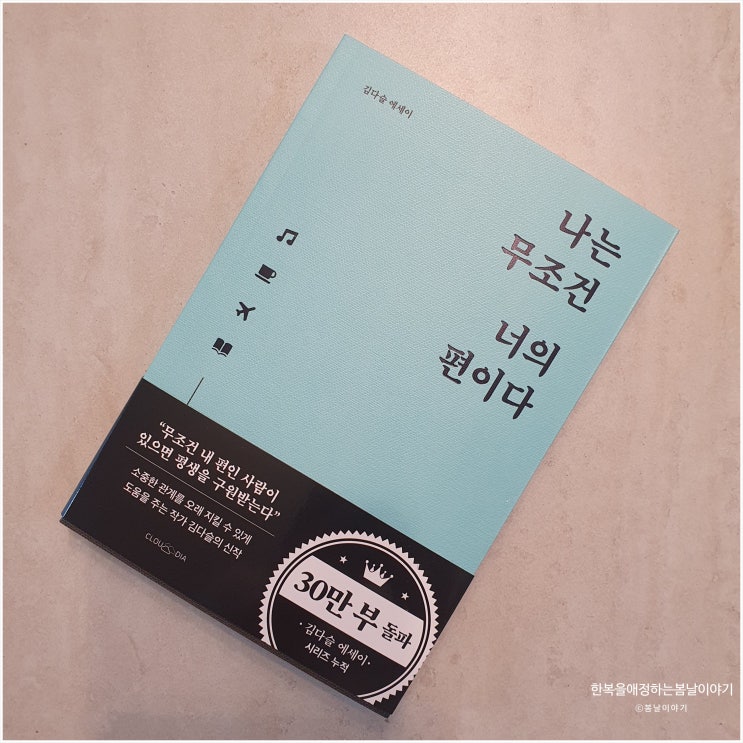 김다슬 에세이
나는
무조건
너의
편이다
“무조건 내 편인 사람이
있으면 평생을 구원받는다”
소중한 관계를 오래 지킬 수 있게
도움을 주는 작가 김다슬의 신작
CLOUDIA
30만 부 돌파
· 김다슬 에세이 ·
시리즈 누적
한복을애정하는봄날이야기
ⓒ봄날이야기